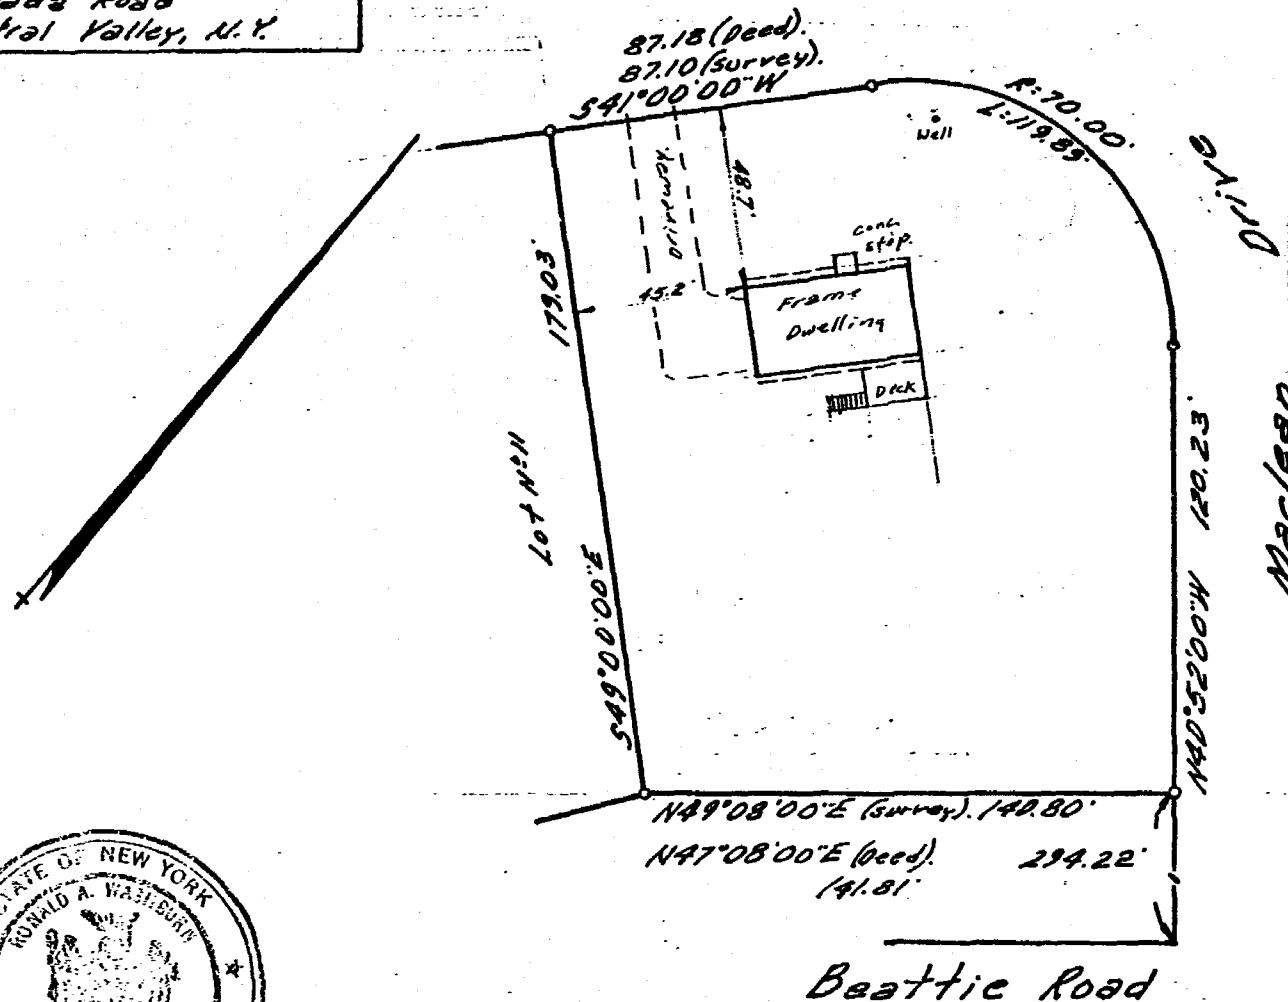 Road
Valley, N.Y.
87.18 (Deed).
87.10 (Survey).
S41°00'00"W
R:70.00'
L:119.89'
Well
Drive
Driveway.
48.7'
conc.
stp.
179.03'
45.2'
Frame
Dwelling
Deck
Lot No:11
S49°00'00"E
120.23'
N40°52'00"W
N49°08'00"E (Survey). 140.80'
N47°08'00"E (Deed).
141.81'
294.22'
STATE OF NEW YORK
RONALD A. WASHBURN
Beattie Road